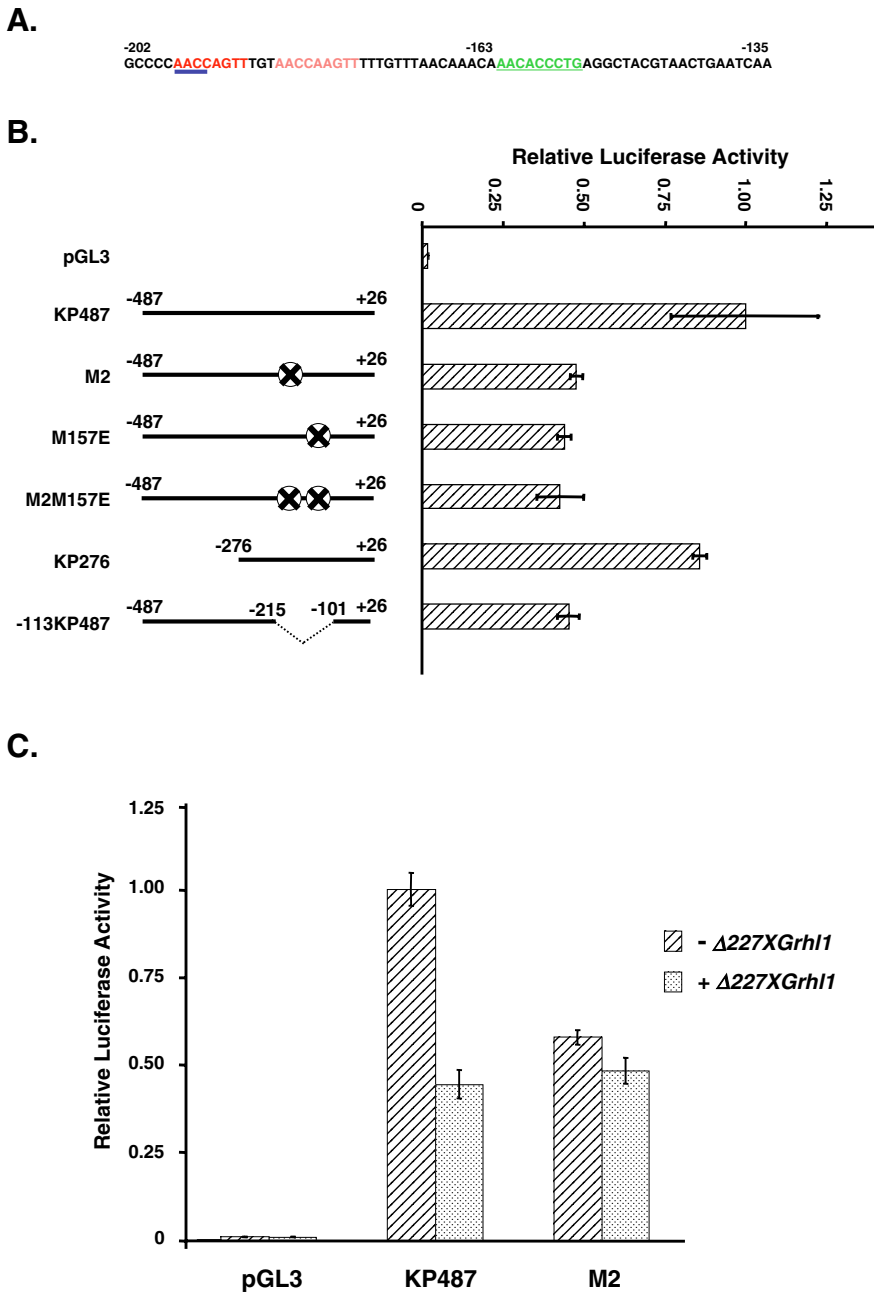 A.
-202 -163 -135
GCCCCAACCAGTTTGTAACCAAGTTTTTGTTTAACAAACAAACACCCTGAGGCTACGTAACTGAATCAA
B.
Relative Luciferase Activity
0 0.25 0.50 0.75 1.00 1.25
pGL3
KP487 -487 +26
M2 -487 +26
M157E -487 +26
M2M157E -487 +26
KP276 -276 +26
-113KP487 -487 -215 -101 +26
C.
Relative Luciferase Activity
1.25
1.00
0.75
0.50
0.25
0
- Δ227XGrhl1
+ Δ227XGrhl1
pGL3 KP487 M2